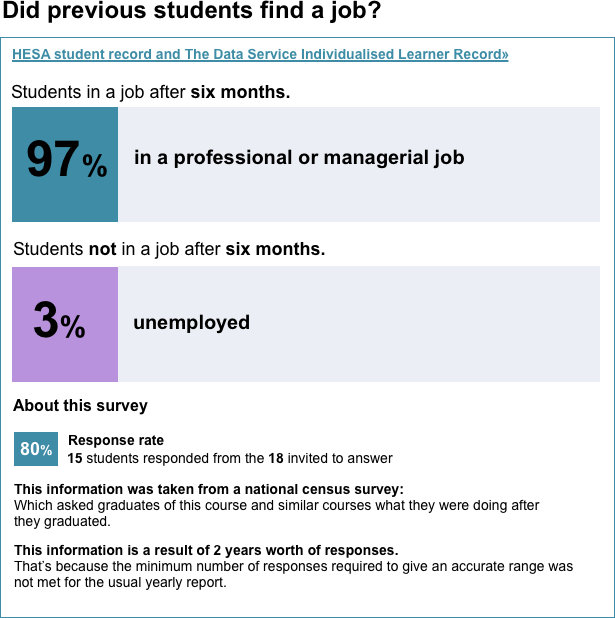 Did previous students find a job?
HESA student record and The Data Service Individualised Learner Record»
Students in a job after six months.
97% in a professional or managerial job
Students not in a job after six months.
3% unemployed
About this survey
80% Response rate
15 students responded from the 18 invited to answer
This information was taken from a national census survey:
Which asked graduates of this course and similar courses what they were doing after
they graduated.
This information is a result of 2 years worth of responses.
That's because the minimum number of responses required to give an accurate range was
not met for the usual yearly report.